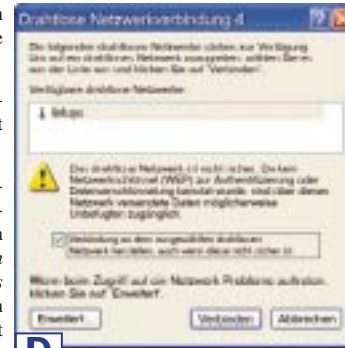 Drahtlose Netzwerkverbindung 4
Die folgenden drahtlosen Netzwerke stehen zur Verfügung.
Um auf ein drahtloses Netzwerk zuzugreifen, wählen Sie es
aus der Liste aus und klicken Sie auf "Verbinden".
Verfügbare drahtlose Netzwerke:
Das drahtlose Netzwerk ist nicht sicher. Da kein
Netzwerkschlüssel (WEP) zur Authentifizierung oder
Datenverschlüsselung benutzt wurde, sind über dieses
Netzwerk versendete Daten möglicherweise
Unbefugten zugänglich.
Verbindung zu dem ausgewählten drahtlosen
Netzwerk herstellen, auch wenn dieses nicht sicher ist
Wenn beim Zugriff auf ein Netzwerk Probleme auftreten,
klicken Sie auf "Erweitert".
Erweitert... Verbinden Abbrechen
D